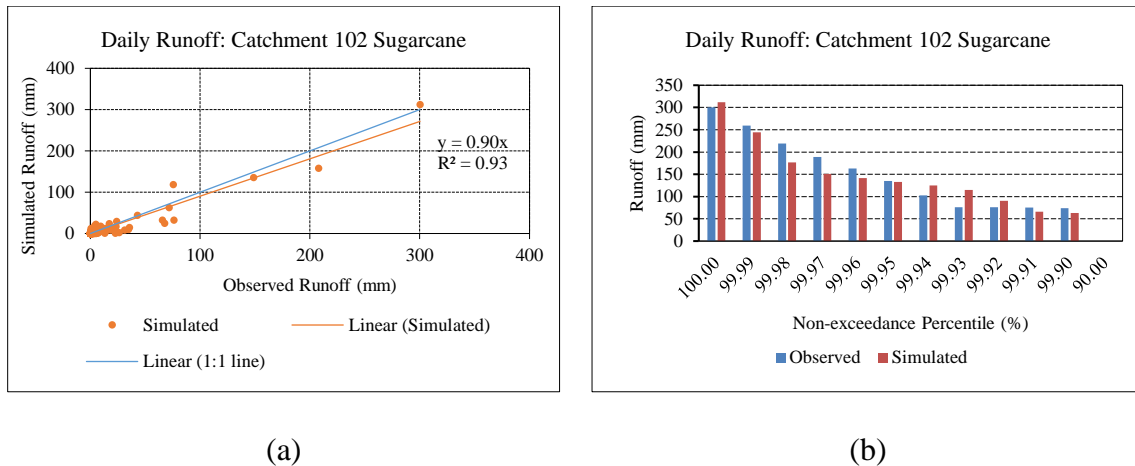 Daily Runoff: Catchment 102 Sugarcane
400
300
200
100
0
Simulated Runoff (mm)
y = 0.90x
R² = 0.93
0 100 200 300 400
Observed Runoff (mm)
Simulated Linear (Simulated)
Linear (1:1 line)
(a)
Daily Runoff: Catchment 102 Sugarcane
350
300
250
200
150
100
50
0
Runoff (mm)
100.00 99.99 99.98 99.97 99.96 99.95 99.94 99.93 99.92 99.91 99.90 90.00
Non-exceedance Percentile (%)
Observed Simulated
(b)